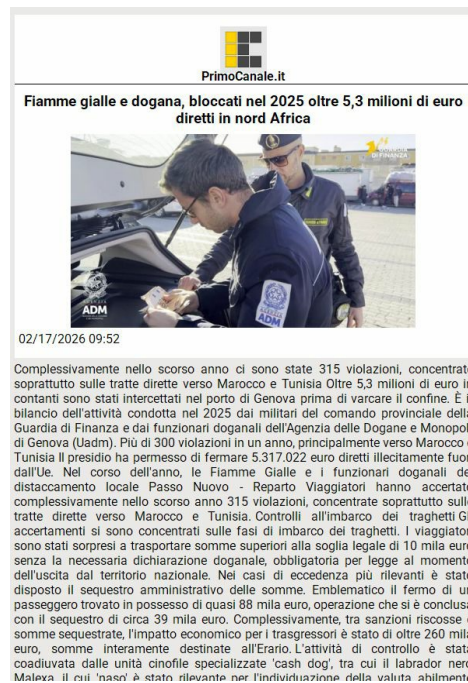 PrimoCanale.it
Fiamme gialle e dogana, bloccati nel 2025 oltre 5,3 milioni di euro
diretti in nord Africa
GUARDIA
DI FINANZA
AGENZIA
ADM
ADM
02/17/2026 09:52
Complessivamente nello scorso anno ci sono state 315 violazioni, concentrate
soprattutto sulle tratte dirette verso Marocco e Tunisia Oltre 5,3 milioni di euro in
contanti sono stati intercettati nel porto di Genova prima di varcare il confine. È i
bilancio dell'attività condotta nel 2025 dai militari del comando provinciale della
Guardia di Finanza e dai funzionari doganali dell'Agenzia delle Dogane e Monopol
di Genova (Uadm). Più di 300 violazioni in un anno, principalmente verso Marocco e
Tunisia Il presidio ha permesso di fermare 5.317.022 euro diretti illecitamente fuor
dall'Ue. Nel corso dell'anno, le Fiamme Gialle e i funzionari doganali de
distaccamento locale Passo Nuovo - Reparto Viaggiatori hanno accertato
complessivamente nello scorso anno 315 violazioni, concentrate soprattutto sulle
tratte dirette verso Marocco e Tunisia. Controlli all'imbarco dei traghetti Gl
accertamenti si sono concentrati sulle fasi di imbarco dei traghetti. I viaggiator
sono stati sorpresi a trasportare somme superiori alla soglia legale di 10 mila euro
senza la necessaria dichiarazione doganale, obbligatoria per legge al momento
dell'uscita dal territorio nazionale. Nei casi di eccedenza più rilevanti è stato
disposto il sequestro amministrativo delle somme. Emblematico il fermo di un
passeggero trovato in possesso di quasi 88 mila euro, operazione che si è conclusa
con il sequestro di circa 39 mila euro. Complessivamente, tra sanzioni riscosse e
somme sequestrate, l'impatto economico per i trasgressori è stato di oltre 260 mila
euro, somme interamente destinate all'Erario. L'attività di controllo è stata
coadiuvata dalle unità cinofile specializzate 'cash dog', tra cui il labrador nero
Malexa, il cui 'naso' è stato rilevante per l'individuazione della valuta abilmente